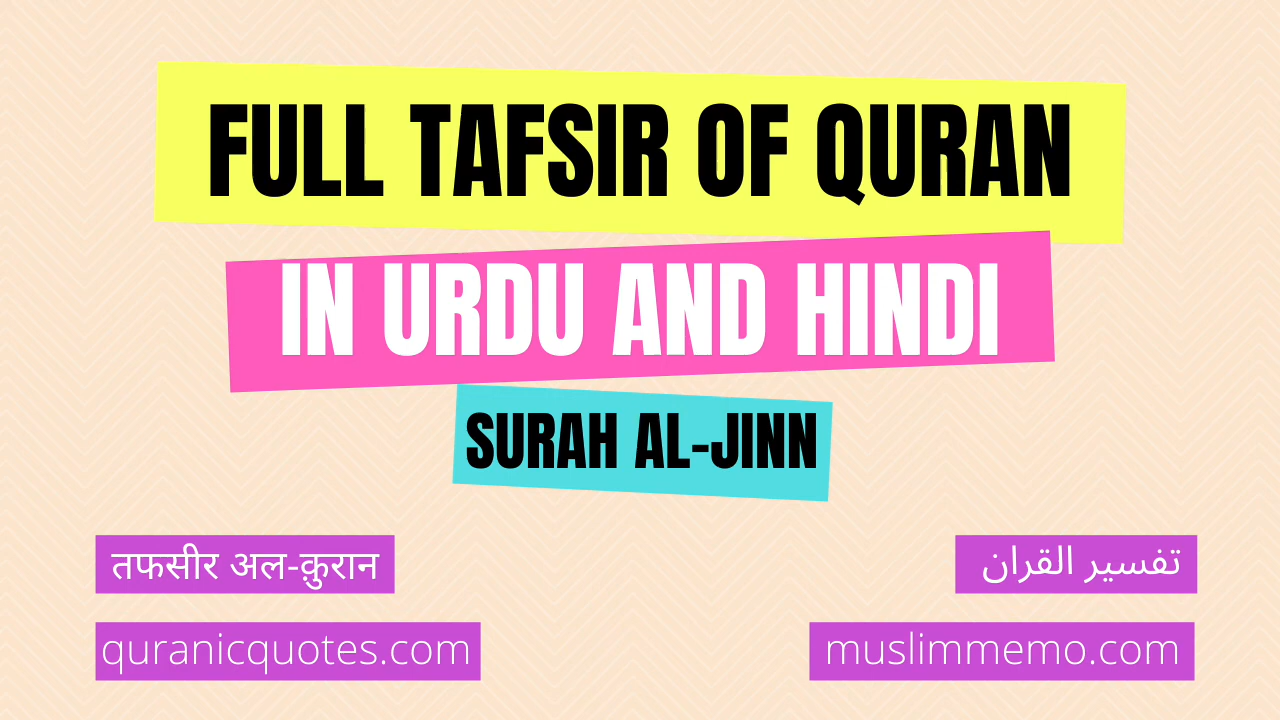 FULL TAFSIR OF QURAN
IN URDU AND HINDI
SURAH AL-JINN
तफसीर अल-क़ुरान
تفسير القران
quranicquotes.com
muslimmemo.com